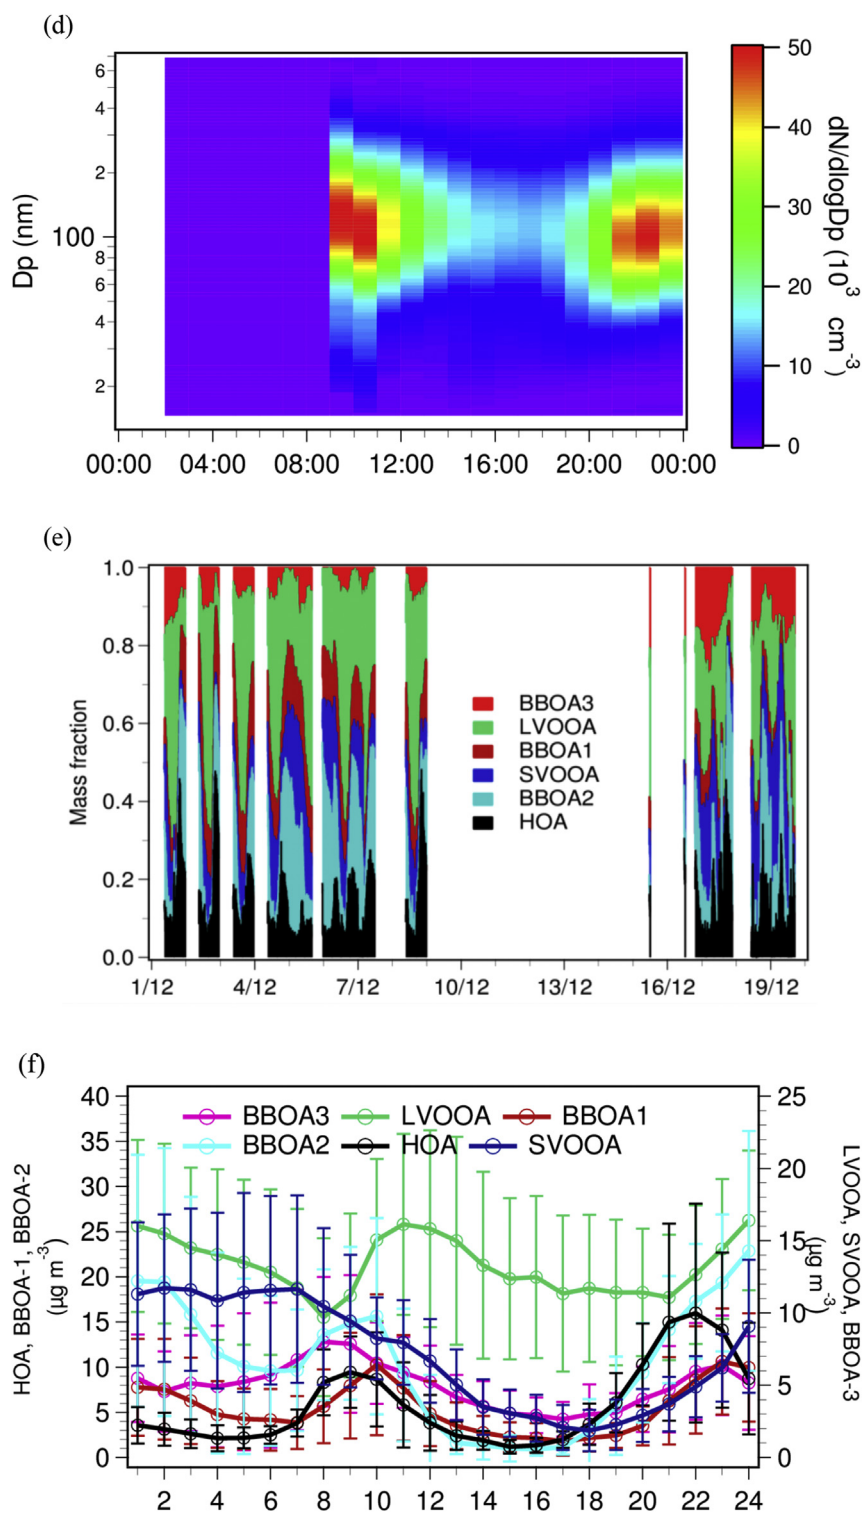 (d)
6
4
2
100
8
6
4
2
Dp (nm)
00:00 04:00 08:00 12:00 16:00 20:00 00:00
50
40
30
20
10
0
dN/dlogDp (10³ cm⁻³)
(e)
1.0
0.8
0.6
0.4
0.2
0.0
Mass fraction
BBOA3
LVOOA
BBOA1
SVOOA
BBOA2
HOA
1/12 4/12 7/12 10/12 13/12 16/12 19/12
(f)
40
35
30
25
20
15
10
5
0
HOA, BBOA-1, BBOA-2
(µg m⁻³)
BBOA3 LVOOA BBOA1
BBOA2 HOA SVOOA
25
20
15
10
5
0
LVOOA, SVOOA, BBOA-3
(µg m⁻³)
2 4 6 8 10 12 14 16 18 20 22 24